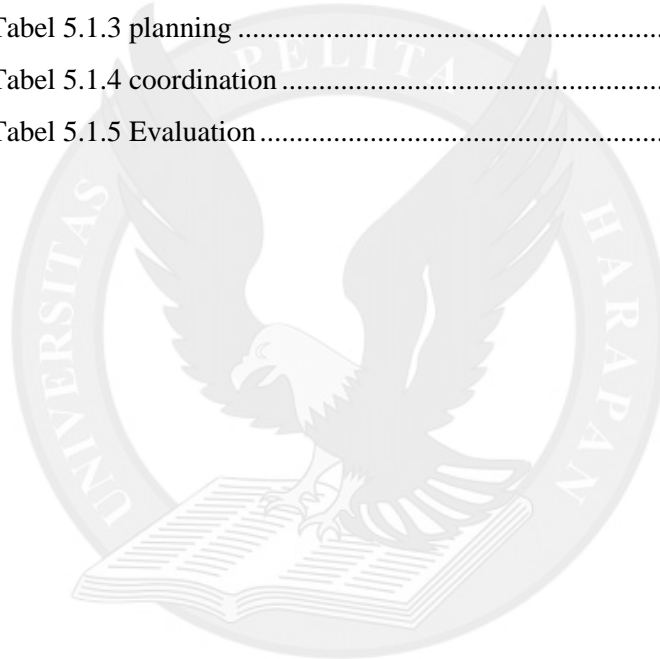 Tabel 5.1.3 planning ................................................................
Tabel 5.1.4 coordination .........................................................
Tabel 5.1.5 Evaluation .............................................................
UNIVERSITAS PELITA HARAPAN